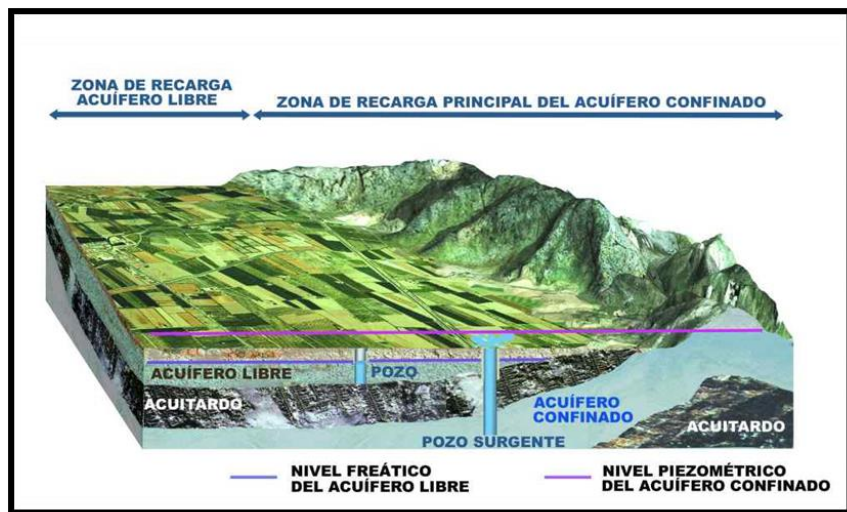 ZONA DE RECARGA
ACUÍFERO LIBRE
ZONA DE RECARGA PRINCIPAL DEL ACUÍFERO CONFINADO
ACUÍFERO LIBRE
POZO
ACUITARDO
ACUÍFERO
CONFINADO
ACUITARDO
POZO SURGENTE
NIVEL FREÁTICO
DEL ACUÍFERO LIBRE
NIVEL PIEZOMÉTRICO
DEL ACUÍFERO CONFINADO